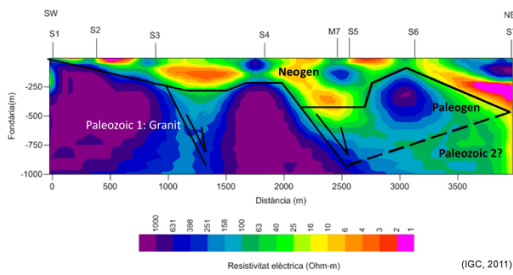 SW
NE
S1
S2
S3
S4
M7
S5
S6
Neogen
Paleogen
Paleozoic 1: Granit
Paleozoic 2?
Fondària(m)
-250
-500
-750
-1000
0
500
1000
1500
2000
2500
3000
3500
Distància (m)
1000 631 398 251 158 100 63 40 25 16 10 6 4 3 2 1
Resistivitat elèctrica (Ohm-m)
(IGC, 2011)